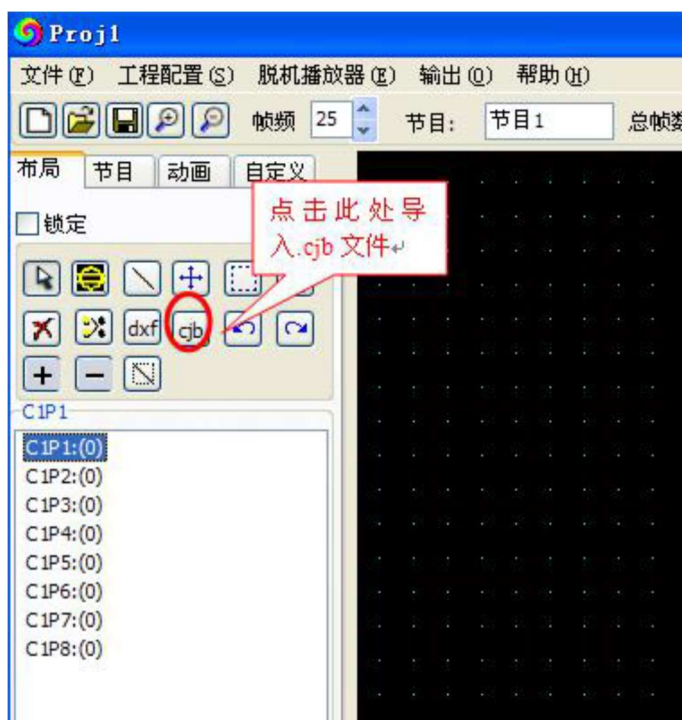 Proj1
文件(F) 工程配置(S) 脱机播放器(E) 输出(O) 帮助(H)
帧频 25 节目: 节目1 总帧数
布局 节目 动画 自定义
锁定
点击此处导
入.cjb 文件↵
dxf cjb
C1P1
C1P1:(0)
C1P2:(0)
C1P3:(0)
C1P4:(0)
C1P5:(0)
C1P6:(0)
C1P7:(0)
C1P8:(0)